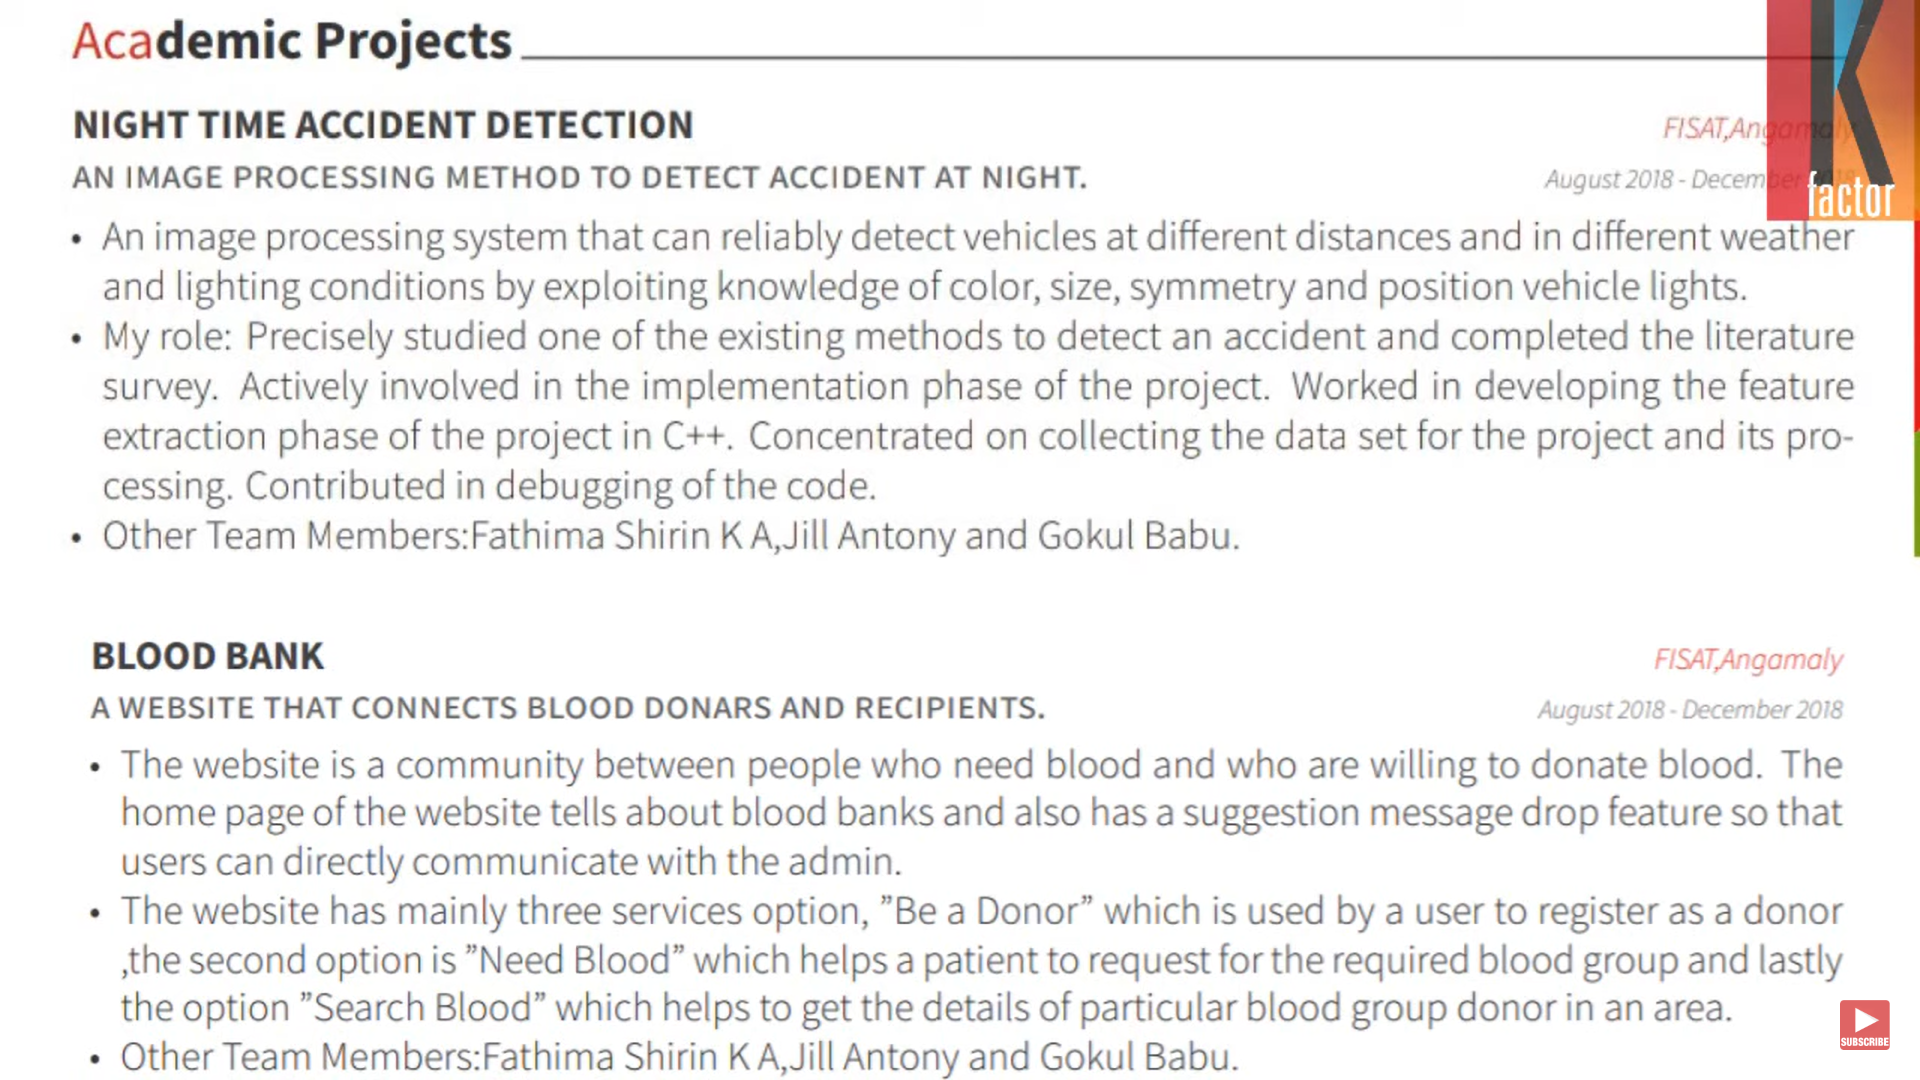 Academic Projects
NIGHT TIME ACCIDENT DETECTION
FISAT,Angamaly
AN IMAGE PROCESSING METHOD TO DETECT ACCIDENT AT NIGHT.
August 2018 - December 2018
K
factor
• An image processing system that can reliably detect vehicles at different distances and in different weather
and lighting conditions by exploiting knowledge of color, size, symmetry and position vehicle lights.
• My role: Precisely studied one of the existing methods to detect an accident and completed the literature
survey. Actively involved in the implementation phase of the project. Worked in developing the feature
extraction phase of the project in C++. Concentrated on collecting the data set for the project and its pro-
cessing. Contributed in debugging of the code.
• Other Team Members:Fathima Shirin K A,Jill Antony and Gokul Babu.
BLOOD BANK
FISAT,Angamaly
A WEBSITE THAT CONNECTS BLOOD DONARS AND RECIPIENTS.
August 2018 - December 2018
• The website is a community between people who need blood and who are willing to donate blood. The
home page of the website tells about blood banks and also has a suggestion message drop feature so that
users can directly communicate with the admin.
• The website has mainly three services option, ”Be a Donor” which is used by a user to register as a donor
,the second option is ”Need Blood” which helps a patient to request for the required blood group and lastly
the option ”Search Blood” which helps to get the details of particular blood group donor in an area.
• Other Team Members:Fathima Shirin K A,Jill Antony and Gokul Babu.
SUBSCRIBE